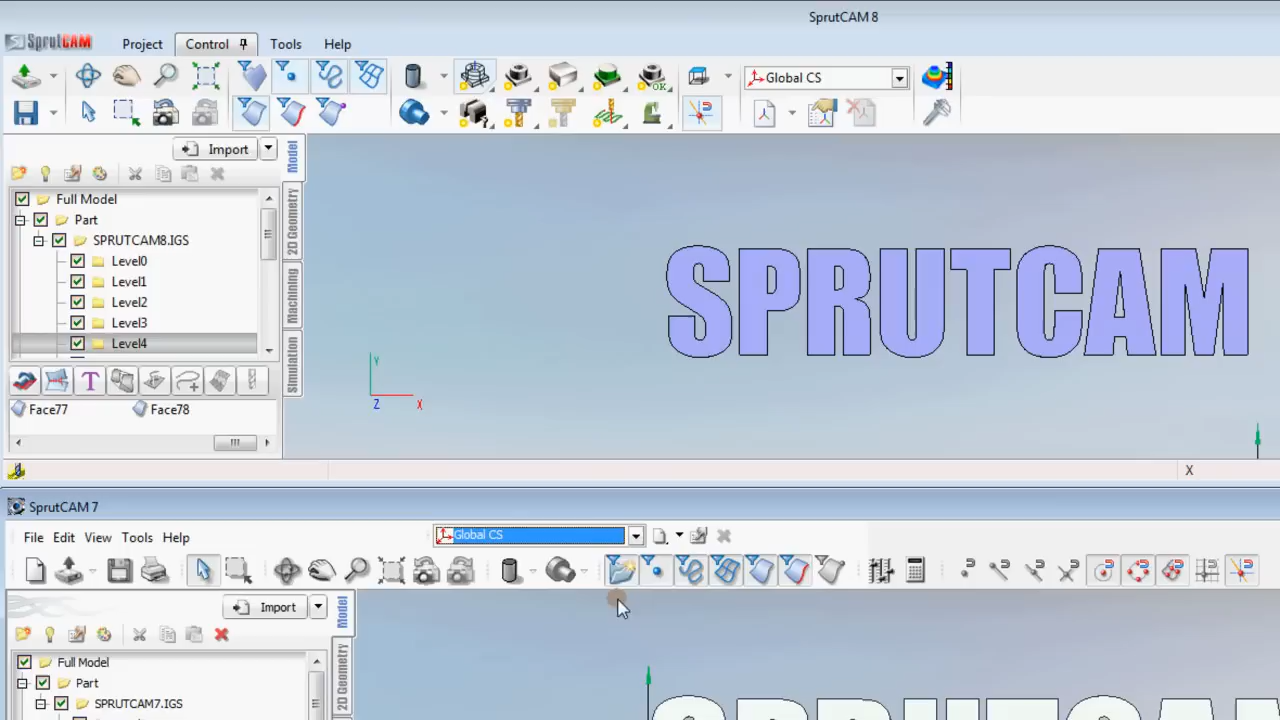 SprutCAM 8
SprutCAM
Project
Control
Tools
Help
OK
Global CS
Import
Full Model
Part
SPRUTCAM8.IGS
Level0
Level1
Level2
Level3
Level4
Model
2D Geometry
Machining
Simulation
T
Face77
Face78
SPRUTCAM
Y
Z
X
X
SprutCAM 7
Global CS
File
Edit
View
Tools
Help
Import
Full Model
Part
SPRUTCAM7.IGS
Model
2D Geometry